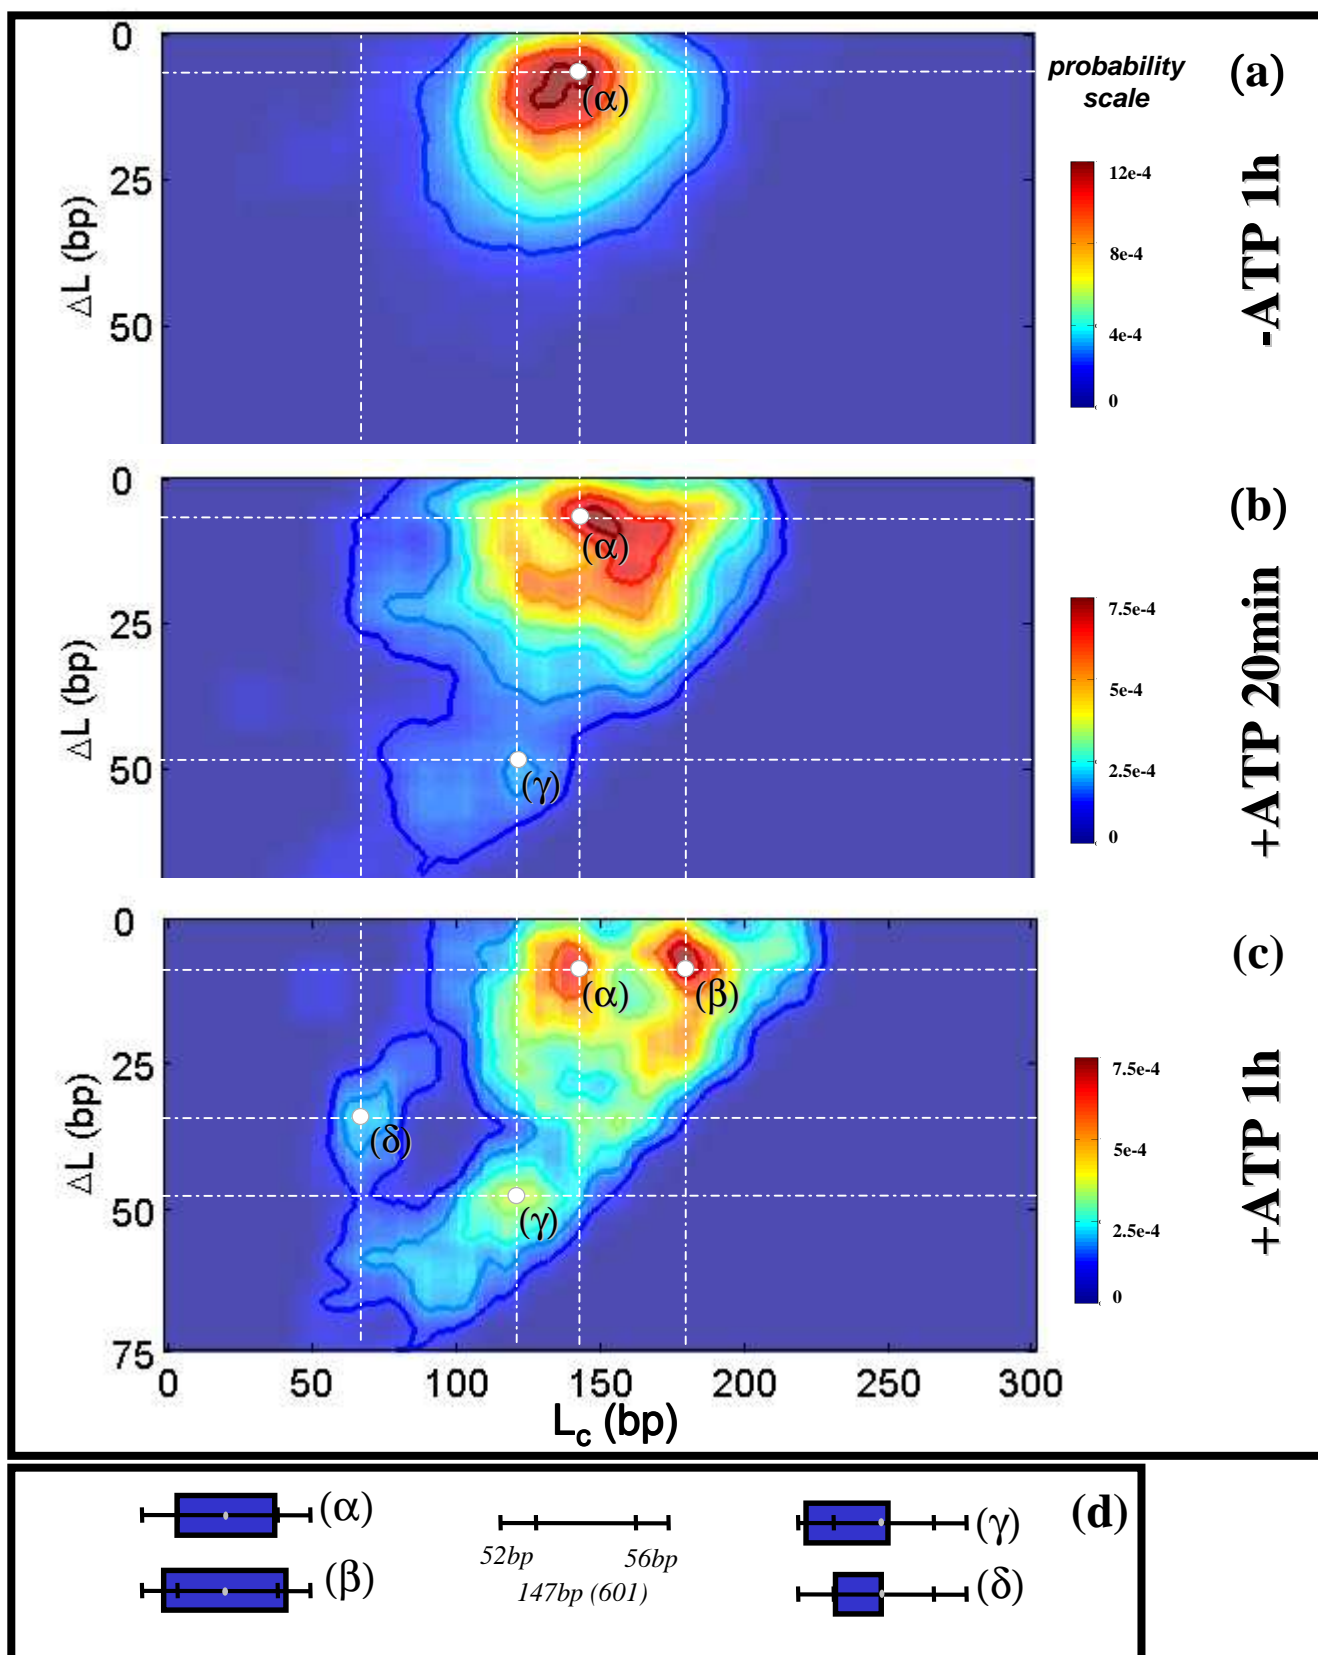 0
25
50
ΔL (bp)
(α)
probability
scale
12e-4
8e-4
4e-4
0
(a)
-ATP 1h
0
25
50
ΔL (bp)
(α)
(γ)
7.5e-4
5e-4
2.5e-4
0
(b)
+ATP 20min
0
25
50
75
ΔL (bp)
(α)
(β)
(δ)
(γ)
0 50 100 150 200 250 300
Lc (bp)
7.5e-4
5e-4
2.5e-4
0
(c)
+ATP 1h
(α)
(β)
52bp 56bp
147bp (601)
(γ)
(δ)
(d)